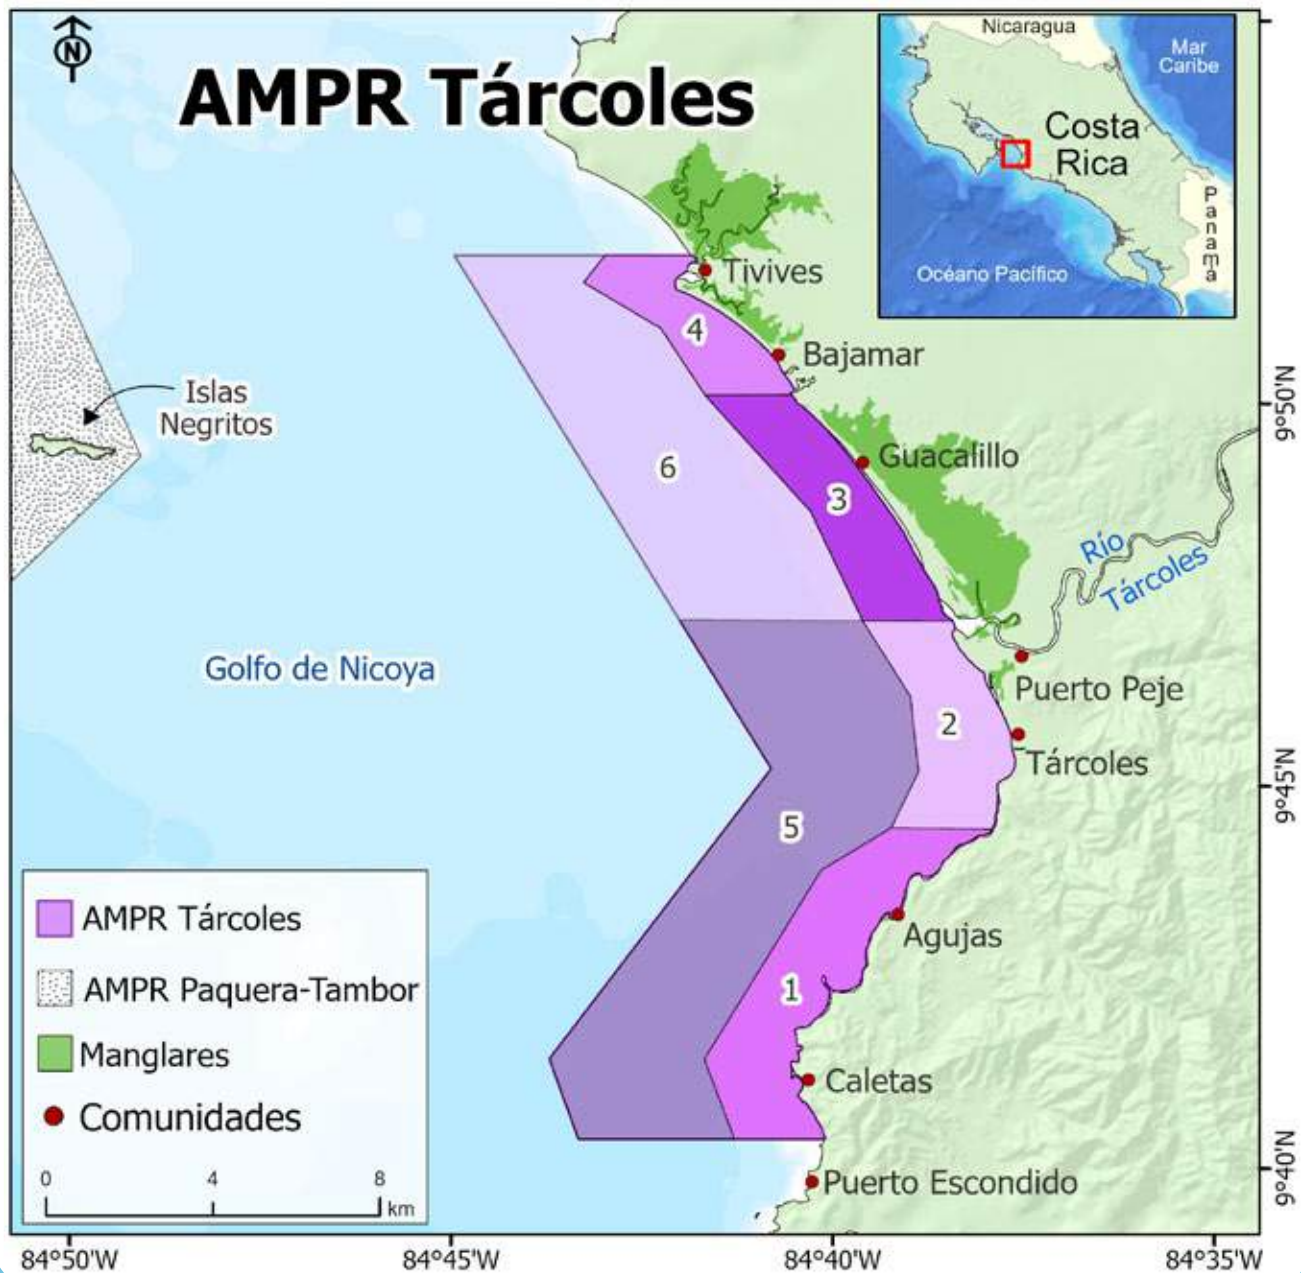 N
AMPR Tárcoles
Nicaragua
Mar
Caribe
Costa
Rica
Panamá
Océano Pacífico
Tivives
4
Bajamar
Islas
Negritos
6
Guacalillo
3
9°50'N
Río
Tárcoles
Golfo de Nicoya
Puerto Peje
2
Tárcoles
9°45'N
5
AMPR Tárcoles
Agujas
AMPR Paquera-Tambor
1
Manglares
Caletas
Comunidades
0 4 8
km
Puerto Escondido
9°40'N
84°50'W 84°45'W 84°40'W 84°35'W